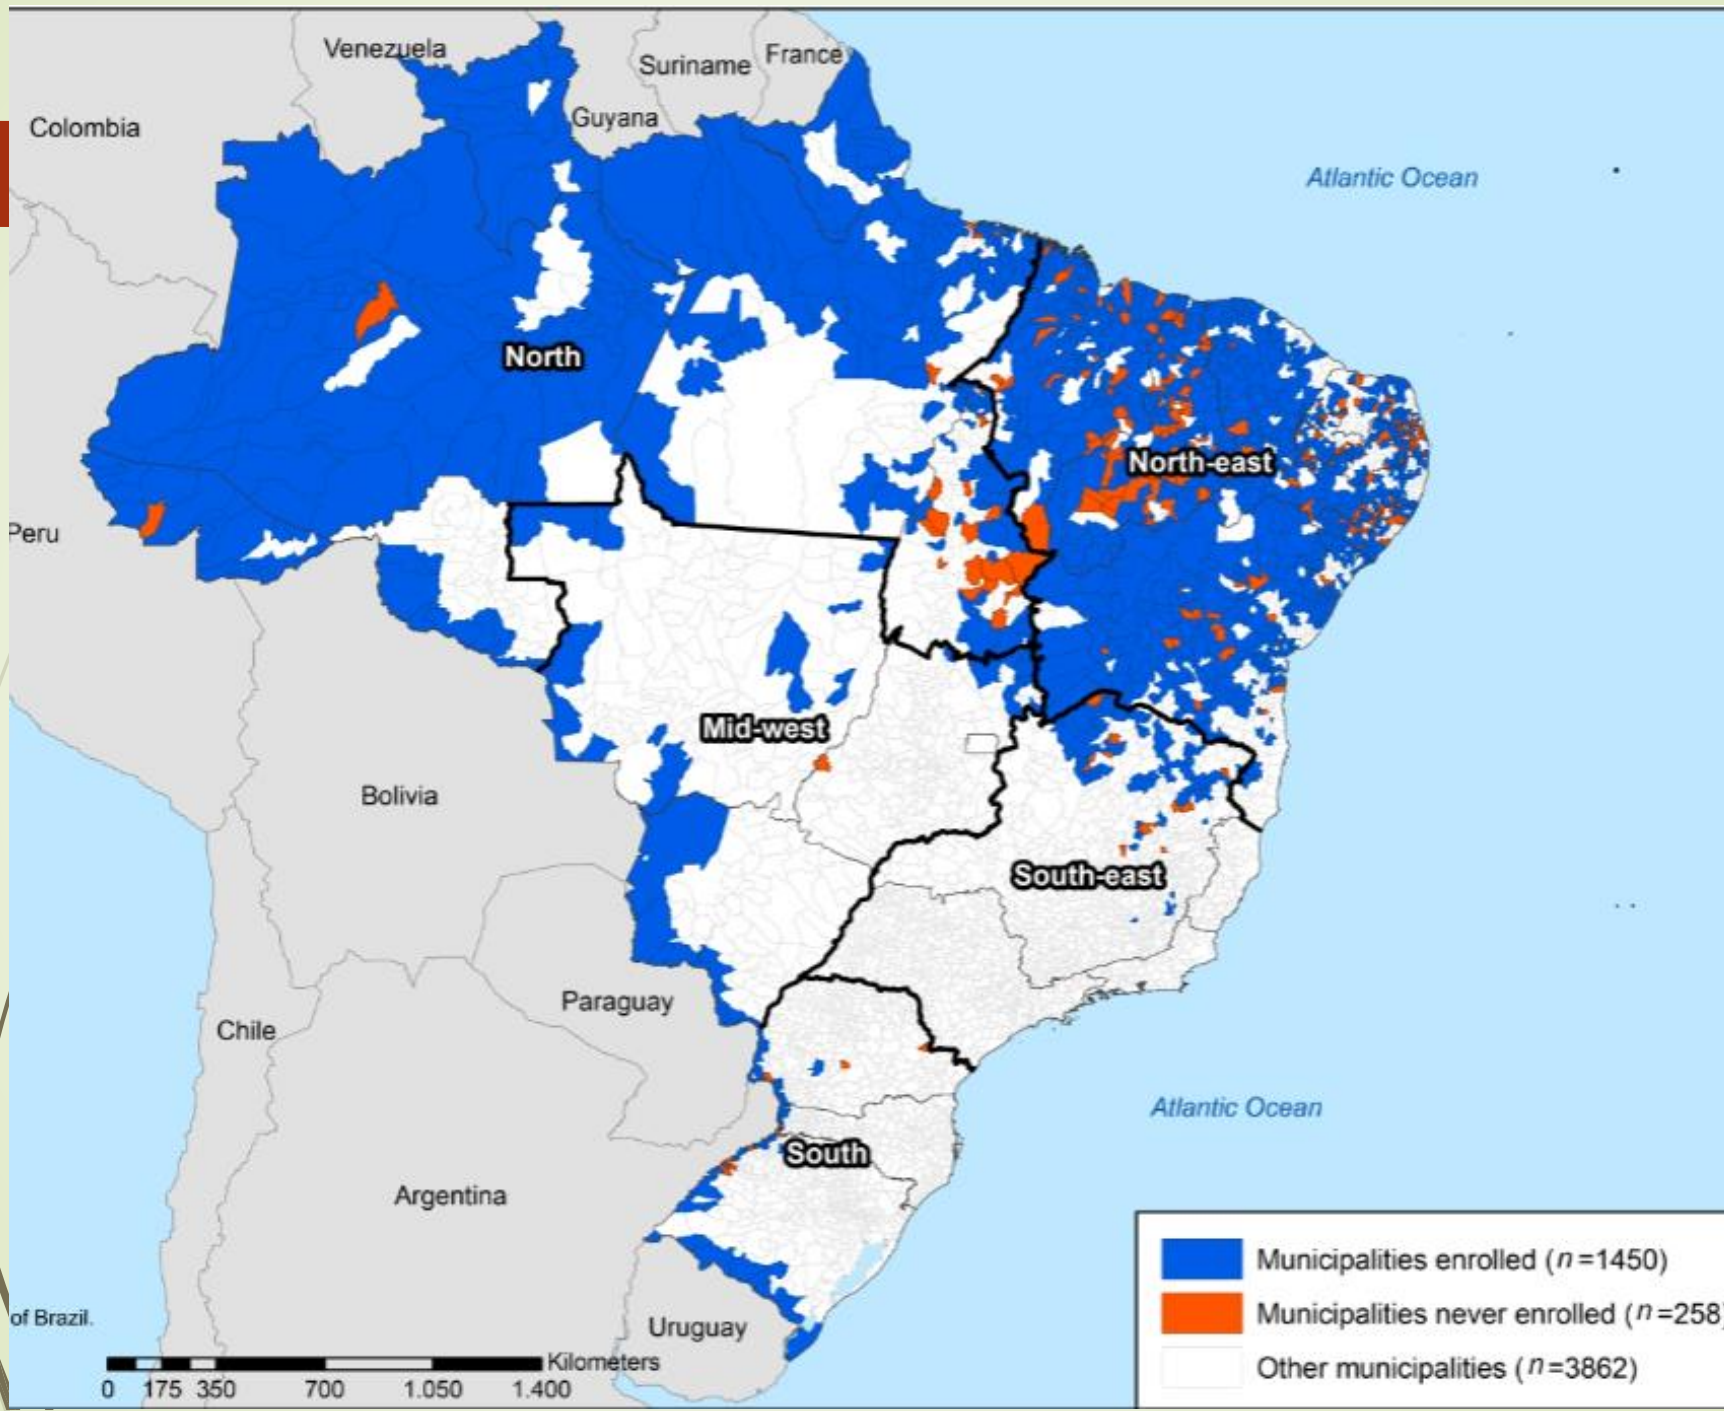 Venezuela
Suriname
France
Guyana
Colombia
Atlantic Ocean
North
North-east
Peru
Mid-west
Bolivia
South-east
Paraguay
Chile
Atlantic Ocean
South
Argentina
Uruguay
of Brazil.
Kilometers
0 175 350 700 1.050 1.400
Municipalities enrolled (n=1450)
Municipalities never enrolled (n=258)
Other municipalities (n=3862)